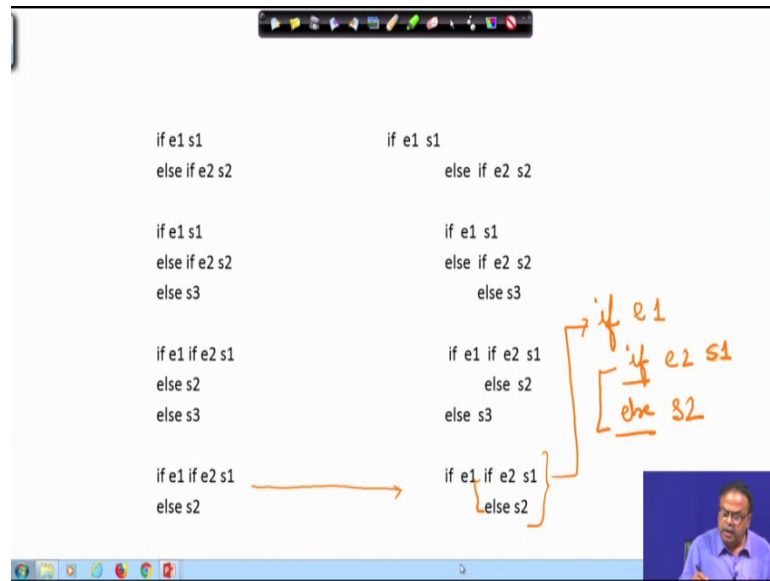 if e1 s1
else if e2 s2
if e1 s1
else if e2 s2
if e1 s1
else if e2 s2
else s3
if e1 s1
else if e2 s2
else s3
if e1 if e2 s1
else s2
else s3
if e1 if e2 s1
else s2
else s3
if e1 if e2 s1
else s2
if e1 if e2 s1
else s2
if e1
if e2 s1
else s2